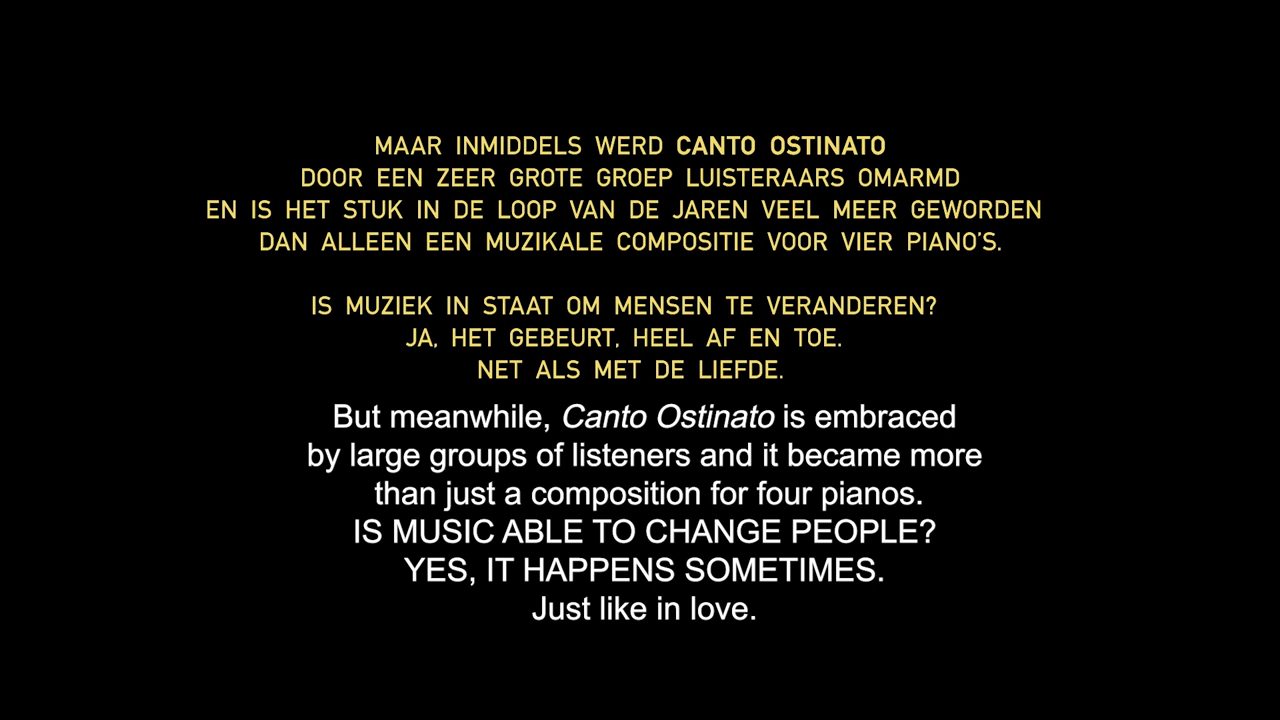 MAAR INMIDDELS WERD CANTO OSTINATO
DOOR EEN ZEER GROTE GROEP LUISTERAARS OMARMD
EN IS HET STUK IN DE LOOP VAN DE JAREN VEEL MEER GEWORDEN
DAN ALLEEN EEN MUZIKALE COMPOSITIE VOOR VIER PIANO'S.
IS MUZIEK IN STAAT OM MENSEN TE VERANDEREN?
JA, HET GEBEURT, HEEL AF EN TOE.
NET ALS MET DE LIEFDE.
But meanwhile, Canto Ostinato is embraced
by large groups of listeners and it became more
than just a composition for four pianos.
IS MUSIC ABLE TO CHANGE PEOPLE?
YES, IT HAPPENS SOMETIMES.
Just like in love.